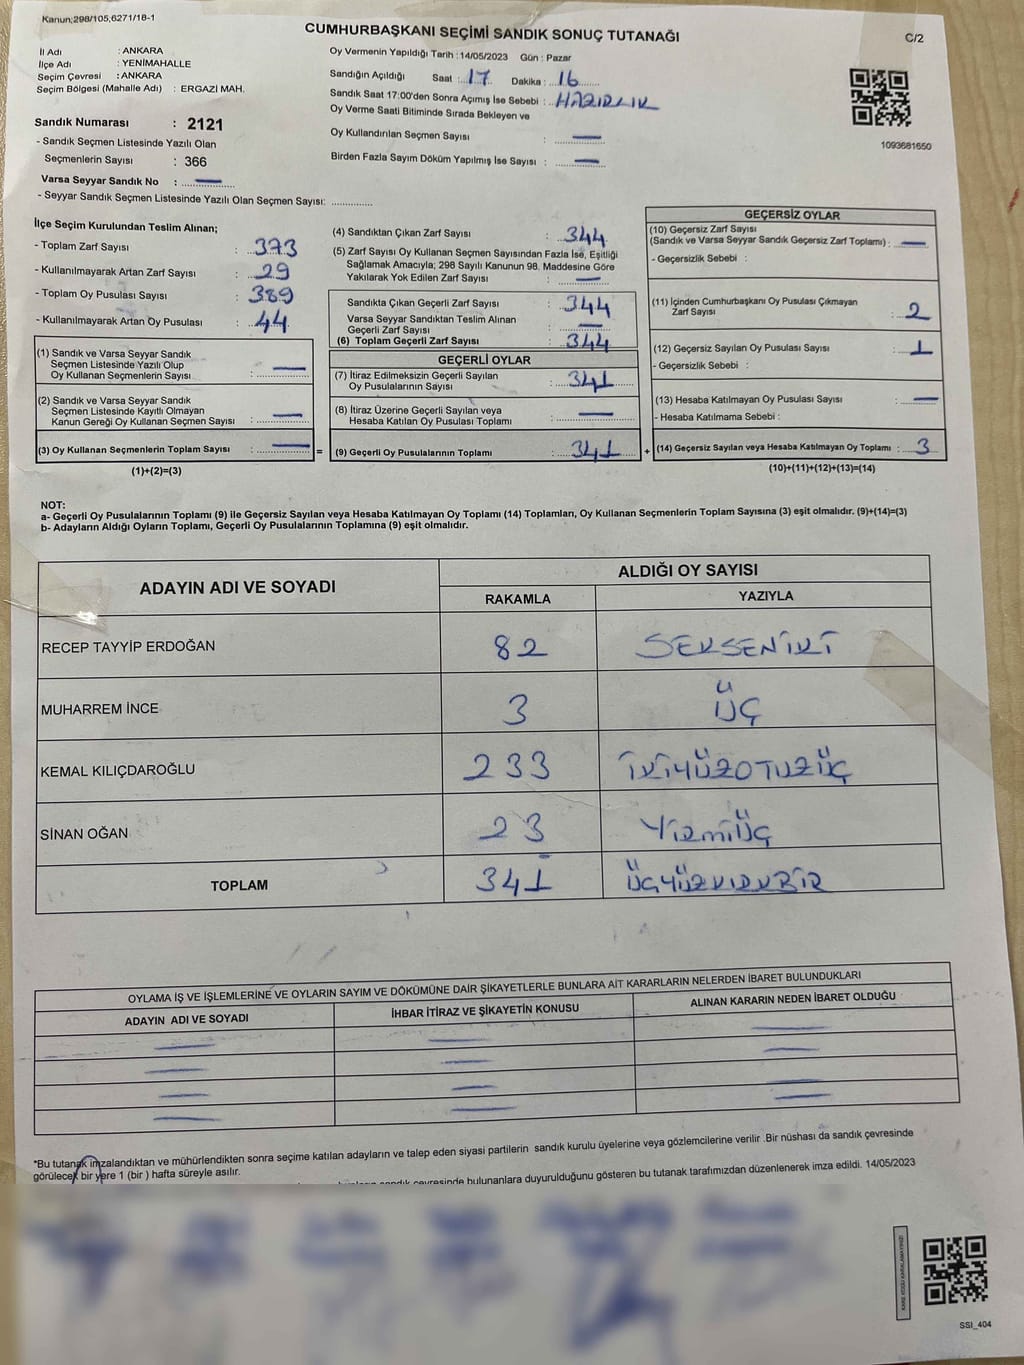 Kanun;298/105,6271/18-1
CUMHURBAŞKANI SEÇİMİ SANDIK SONUÇ TUTANAĞI
C/2
İl Adı : ANKARA
İlçe Adı : YENİMAHALLE
Seçim Çevresi : ANKARA
Seçim Bölgesi (Mahalle Adı) : ERGAZİ MAH.
Oy Vermenin Yapıldığı Tarih : 14/05/2023 Gün : Pazar
Sandığın Açıldığı Saat : 17 Dakika : 16
Sandık Saat 17:00'den Sonra Açımış İse Sebebi : HAZIRLIK
Oy Verme Saati Bitiminde Sırada Bekleyen ve
Oy Kullandırılan Seçmen Sayısı : —
Birden Fazla Sayım Döküm Yapılmış İse Sayısı : —
1093681650
Sandık Numarası : 2121
- Sandık Seçmen Listesinde Yazılı Olan
Seçmenlerin Sayısı : 366
Varsa Seyyar Sandık No : —
- Seyyar Sandık Seçmen Listesinde Yazılı Olan Seçmen Sayısı: ..............
İlçe Seçim Kurulundan Teslim Alınan;
- Toplam Zarf Sayısı : 373
- Kullanılmayarak Artan Zarf Sayısı : 29
- Toplam Oy Pusulası Sayısı : 389
- Kullanılmayarak Artan Oy Pusulası : 44
(1) Sandık ve Varsa Seyyar Sandık
Seçmen Listesinde Yazılı Olup
Oy Kullanan Seçmenlerin Sayısı : —
(2) Sandık ve Varsa Seyyar Sandık
Seçmen Listesinde Kayıtlı Olmayan
Kanun Gereği Oy Kullanan Seçmen Sayısı : —
(3) Oy Kullanan Seçmenlerin Toplam Sayısı : —
=
(1)+(2)=(3)
(4) Sandıktan Çıkan Zarf Sayısı : 344
(5) Zarf Sayısı Oy Kullanan Seçmen Sayısından Fazla İse, Eşitliği
Sağlamak Amacıyla; 298 Sayılı Kanunun 98. Maddesine Göre
Yakılarak Yok Edilen Zarf Sayısı : —
Sandıkta Çıkan Geçerli Zarf Sayısı : 344
Varsa Seyyar Sandıktan Teslim Alınan
Geçerli Zarf Sayısı : —
(6) Toplam Geçerli Zarf Sayısı : 344
GEÇERLİ OYLAR
(7) İtiraz Edilmeksizin Geçerli Sayılan
Oy Pusulalarının Sayısı : 341
(8) İtiraz Üzerine Geçerli Sayılan veya
Hesaba Katılan Oy Pusulası Toplamı : —
(9) Geçerli Oy Pusulalarının Toplamı : 341
+
GEÇERSİZ OYLAR
(10) Geçersiz Zarf Sayısı
(Sandık ve Varsa Seyyar Sandık Geçersiz Zarf Toplamı) : —
- Geçersizlik Sebebi :
(11) İçinden Cumhurbaşkanı Oy Pusulası Çıkmayan
Zarf Sayısı : 2
(12) Geçersiz Sayılan Oy Pusulası Sayısı : 1
- Geçersizlik Sebebi :
(13) Hesaba Katılmayan Oy Pusulası Sayısı : —
- Hesaba Katılmama Sebebi :
(14) Geçersiz Sayılan veya Hesaba Katılmayan Oy Toplamı : 3
(10)+(11)+(12)+(13)=(14)
NOT:
a- Geçerli Oy Pusulalarının Toplamı (9) ile Geçersiz Sayılan veya Hesaba Katılmayan Oy Toplamı (14) Toplamları, Oy Kullanan Seçmenlerin Toplam Sayısına (3) eşit olmalıdır. (9)+(14)=(3)
b- Adayların Aldığı Oyların Toplamı, Geçerli Oy Pusulalarının Toplamına (9) eşit olmalıdır.
ADAYIN ADI VE SOYADI
ALDIĞI OY SAYISI
RAKAMLA YAZIYLA
RECEP TAYYİP ERDOĞAN 82 SEKSENİKİ
MUHARREM İNCE 3 ÜÇ
KEMAL KILIÇDAROĞLU 233 İKİYÜZOTUZÜÇ
SİNAN OĞAN 23 YİRMİÜÇ
TOPLAM 341 ÜÇYÜZKIRKBİR
OYLAMA İŞ VE İŞLEMLERİNE VE OYLARIN SAYIM VE DÖKÜMÜNE DAİR ŞİKAYETLERLE BUNLARA AİT KARARLARIN NELERDEN İBARET BULUNDUKLARI
ADAYIN ADI VE SOYADI İHBAR İTİRAZ VE ŞİKAYETİN KONUSU ALINAN KARARIN NEDEN İBARET OLDUĞU
— — —
— — —
— — —
— — —
*Bu tutanak imzalandıktan ve mühürlendikten sonra seçime katılan adayların ve talep eden siyasi partilerin sandık kurulu üyelerine veya gözlemcilerine verilir .Bir nüshası da sandık çevresinde
görülecek bir yere 1 (bir ) hafta süreyle asılır.
sandık çevresinde bulunanlara duyurulduğunu gösteren bu tutanak tarafımızdan düzenlenerek imza edildi. 14/05/2023
KARE KODU KARALAMAYINIZ!
SSI_404